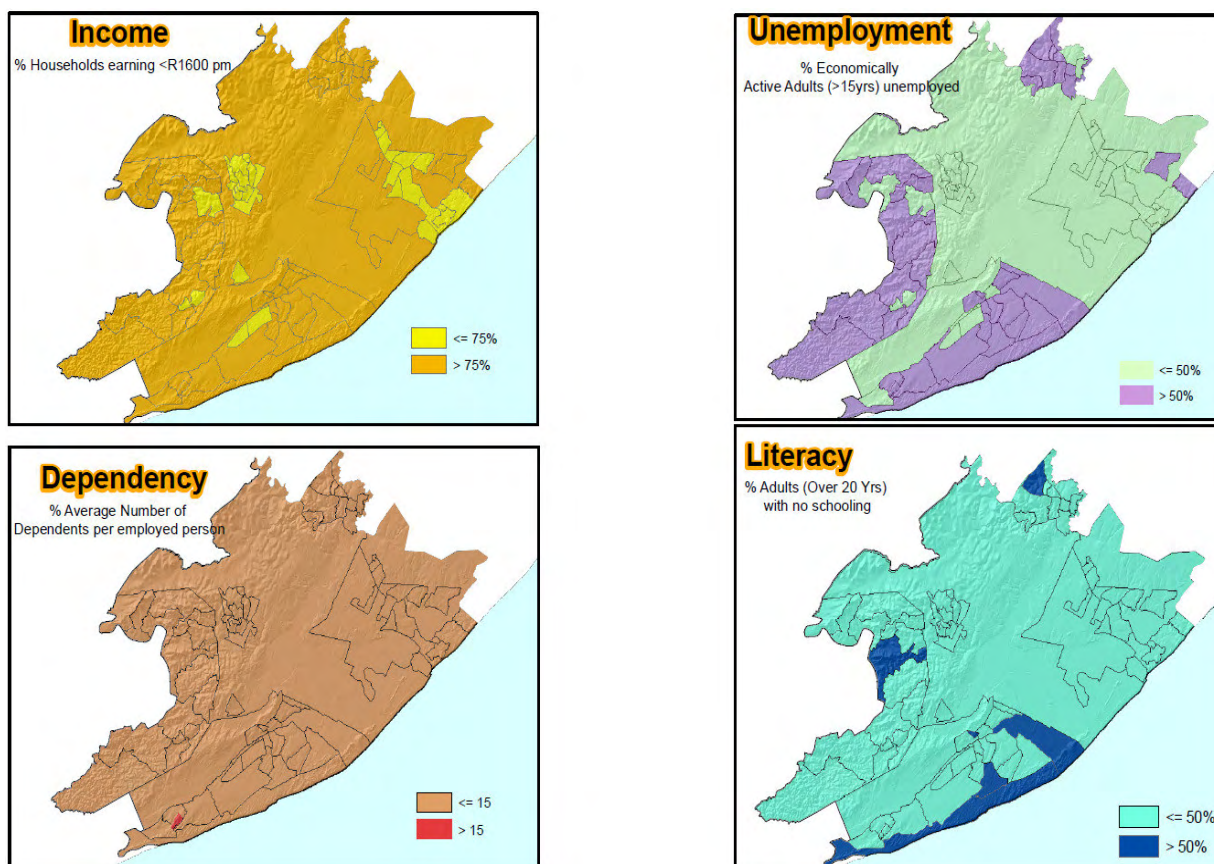 Income
% Households earning <R1600 pm
<= 75%
> 75%
Unemployment
% Economically
Active Adults (>15yrs) unemployed
<= 50%
> 50%
Dependency
% Average Number of
Dependents per employed person
<= 15
> 15
Literacy
% Adults (Over 20 Yrs)
with no schooling
<= 50%
> 50%